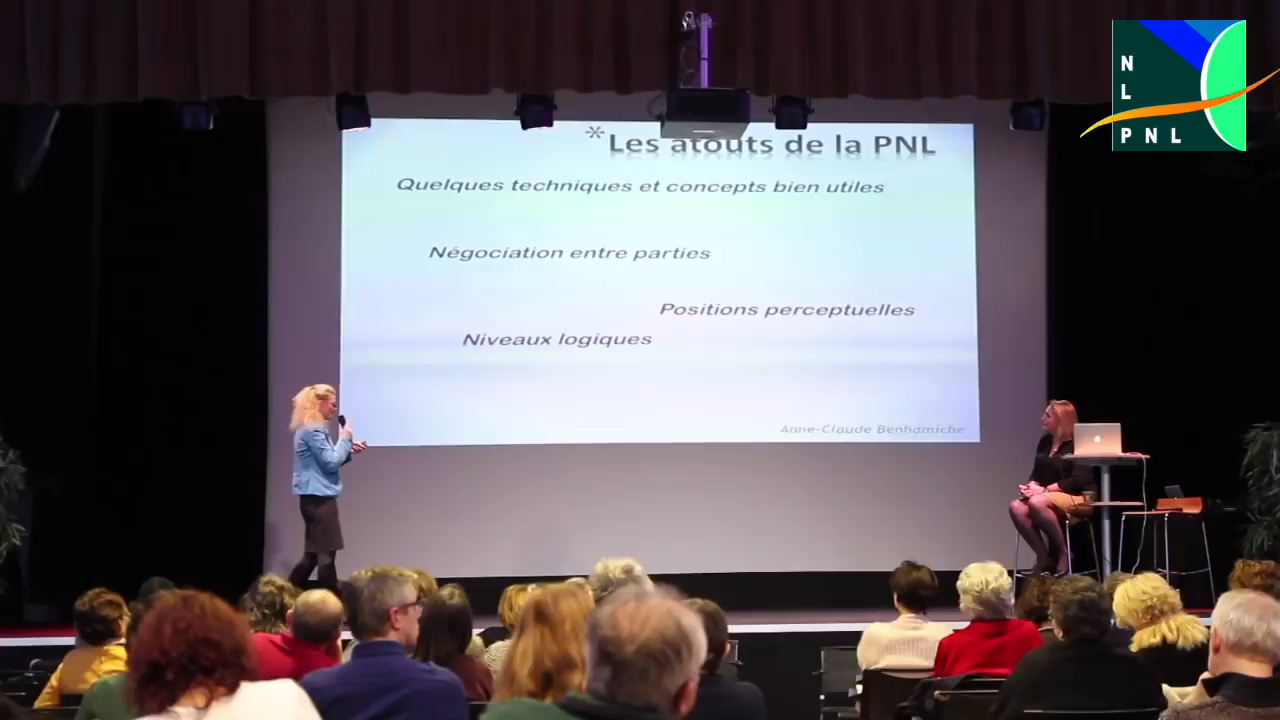 N
L
PNL
*Les atouts de la PNL
Quelques techniques et concepts bien utiles
Négociation entre parties
Positions perceptuelles
Niveaux logiques
Anne-Claude Benhamiche